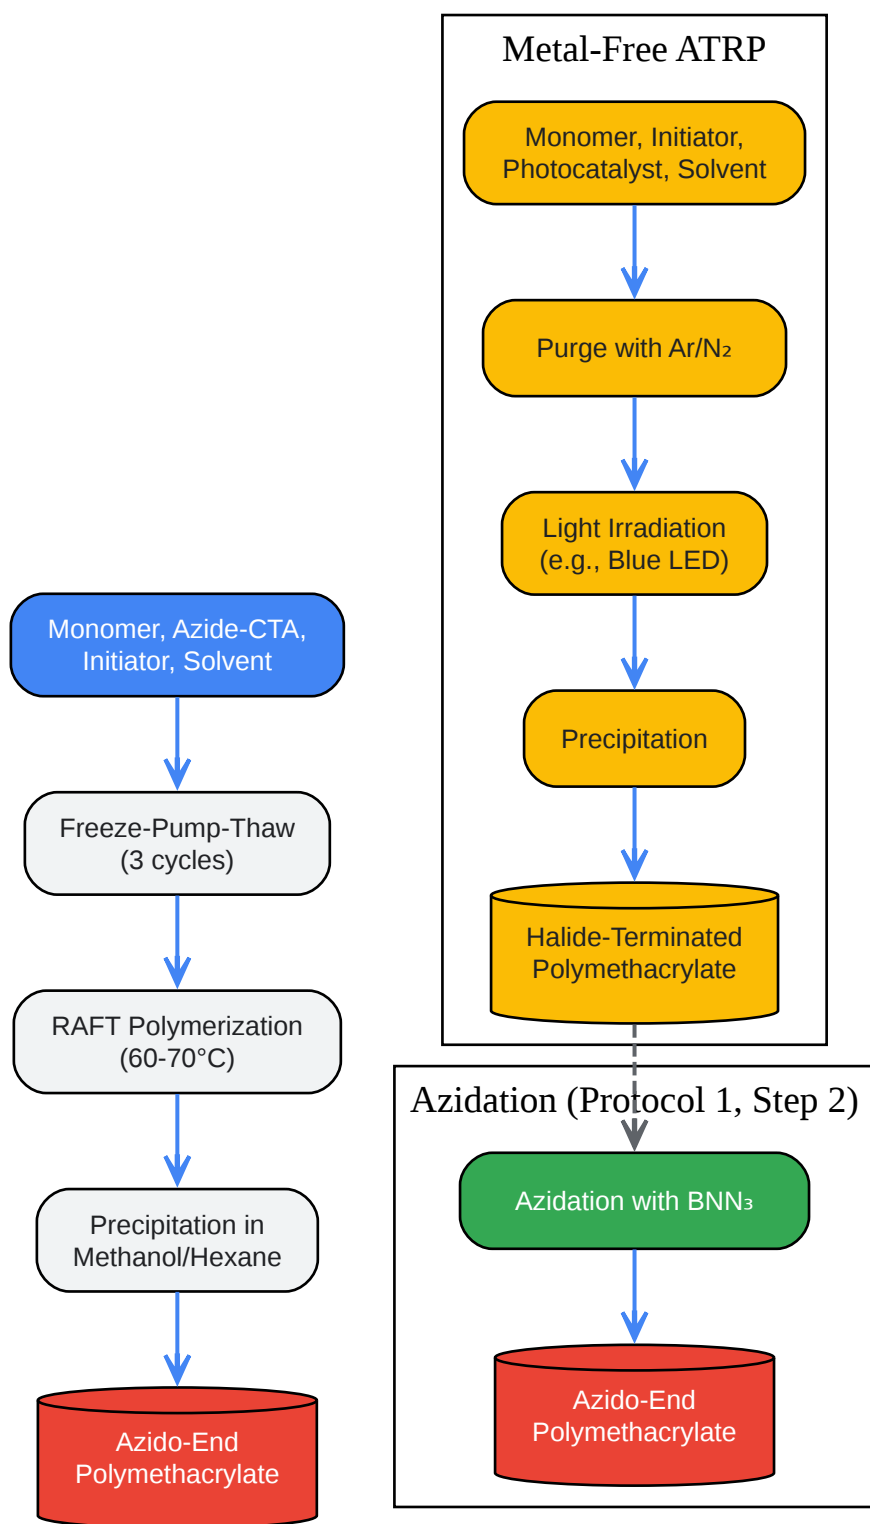 Metal-Free ATRP
Monomer, Initiator,
Photocatalyst, Solvent
Purge with Ar/N₂
Light Irradiation
(e.g., Blue LED)
Precipitation
Halide-Terminated
Polymethacrylate
Azidation (Protocol 1, Step 2)
Azidation with BNN₃
Azido-End
Polymethacrylate
Monomer, Azide-CTA,
Initiator, Solvent
Freeze-Pump-Thaw
(3 cycles)
RAFT Polymerization
(60-70°C)
Precipitation in
Methanol/Hexane
Azido-End
Polymethacrylate